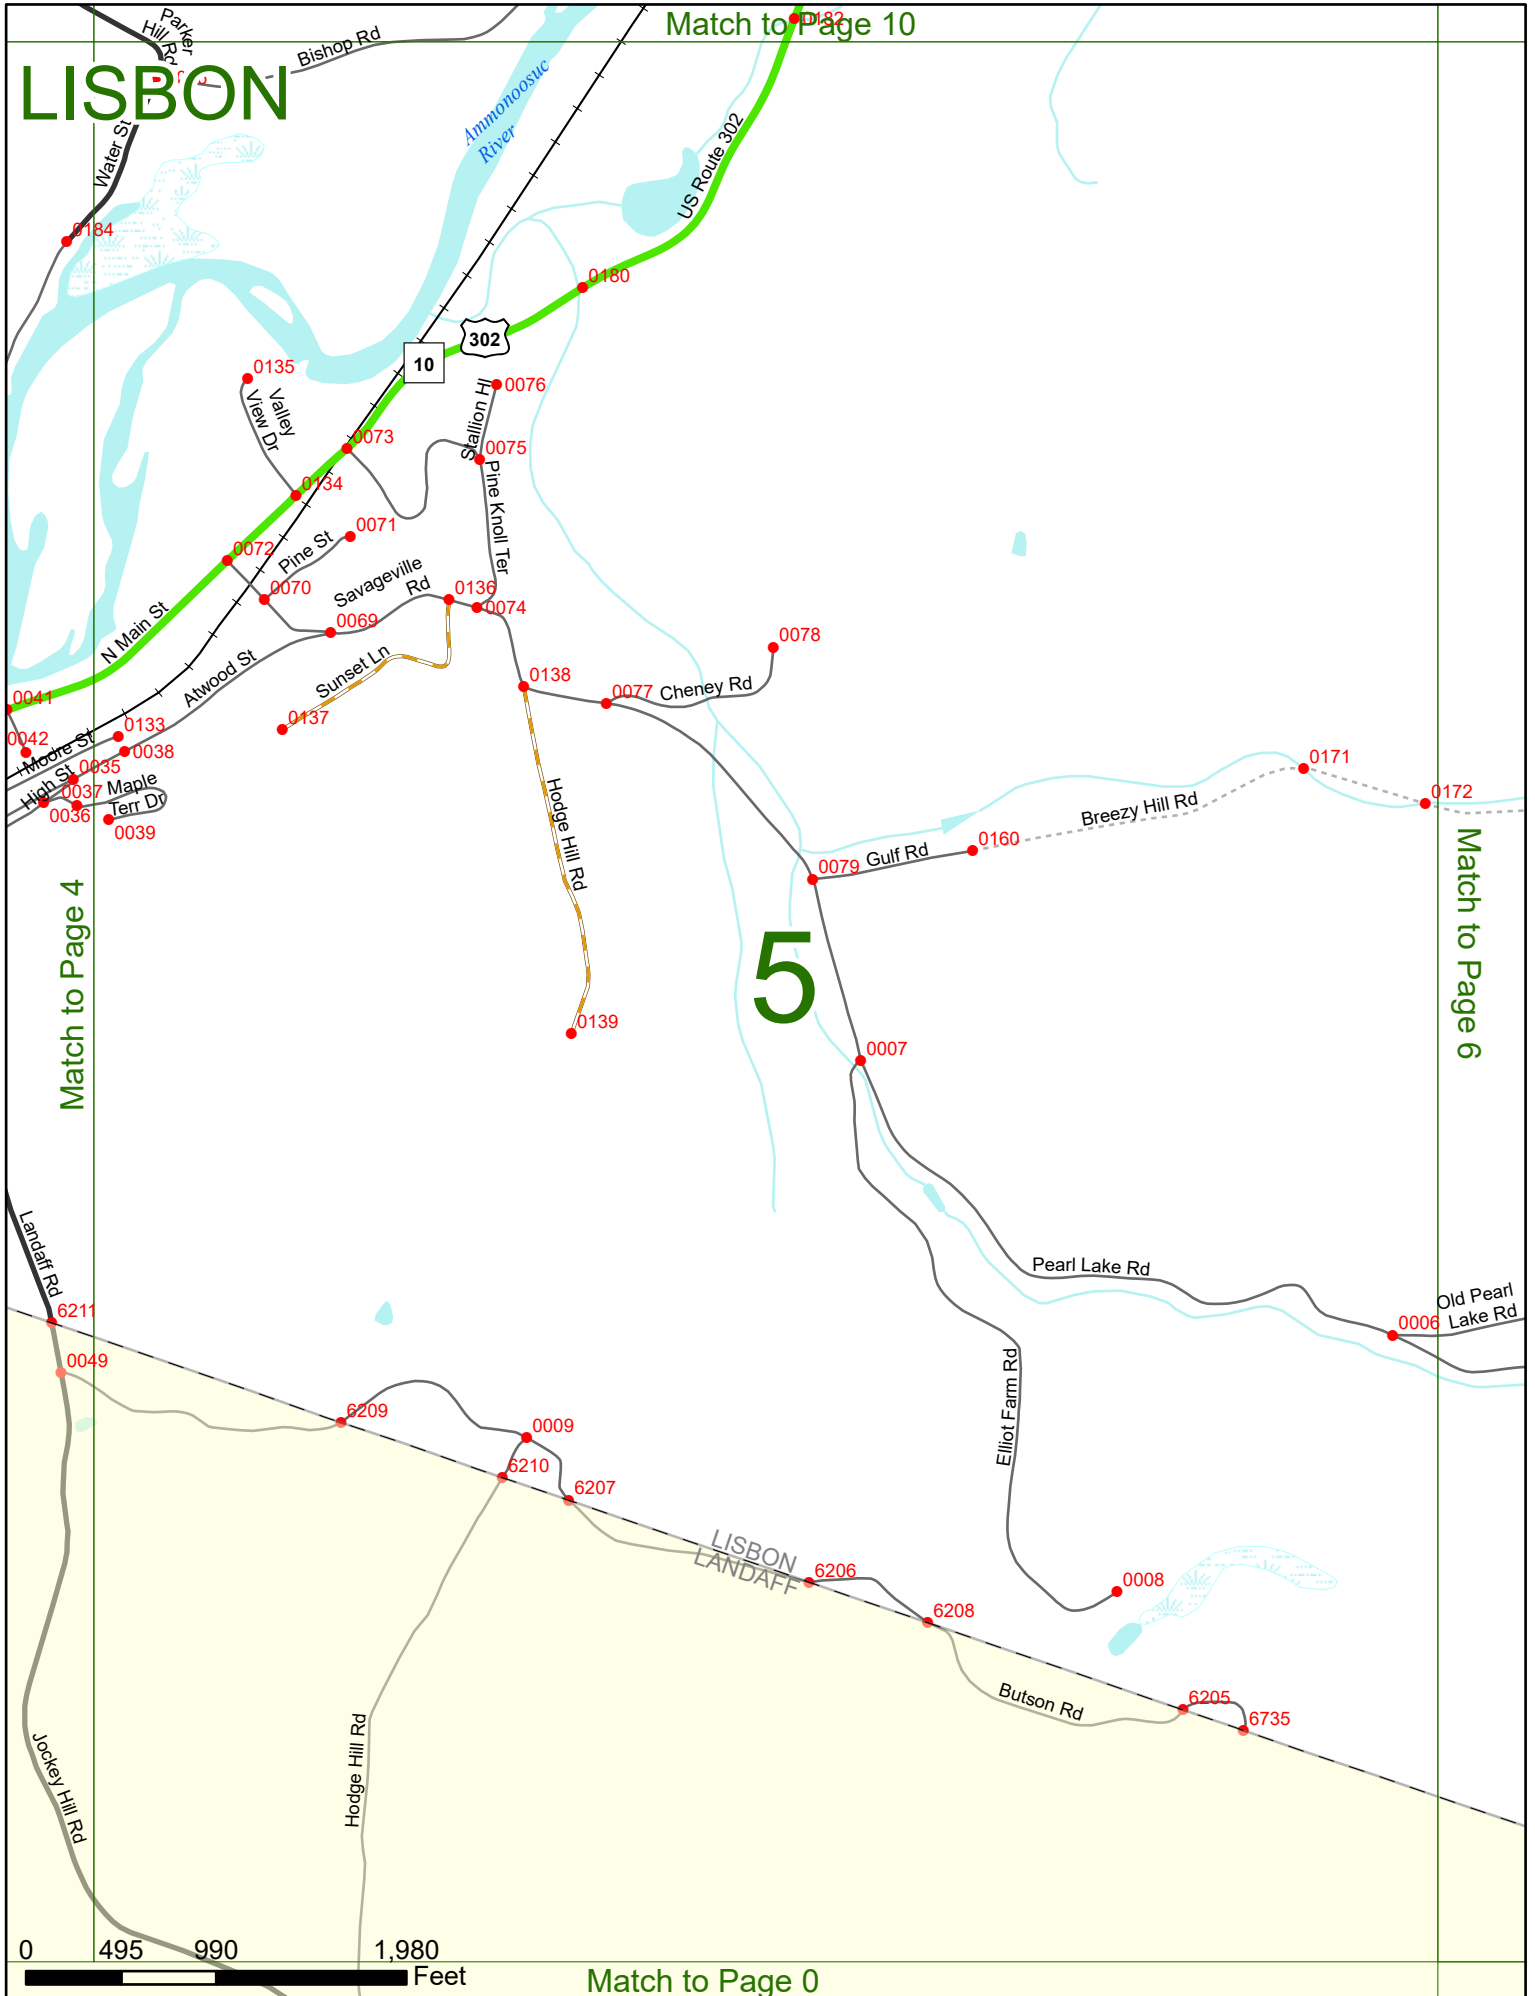 Match to Page 10
0182
Parker
Hill Rd
Bishop Rd
LISBON
Ammonoosuc
River
US Route 302
Water St
0184
0180
302
10
0135
Valley
View Dr
0076
Stallion Hl
0073
0075
0134
Pine Knoll Ter
0071
0072
Pine St
0070
Savageville
Rd
0136
0074
0069
N Main St
0078
Atwood St
Sunset Ln
0138
0077
Cheney Rd
0041
0137
0133
0042
Moore St
0038
0035
High St
0037
Maple
Terr Dr
0036
0039
Hodge Hill Rd
0171
0172
Breezy Hill Rd
0160
Gulf Rd
0079
Match to Page 4
Match to Page 6
5
0139
0007
Landaff Rd
Pearl Lake Rd
Old Pearl
Lake Rd
0006
6211
0049
Elliot Farm Rd
6209
0009
6210
6207
LISBON
LANDAFF
6206
0008
6208
Butson Rd
6205
6735
Hodge Hill Rd
Jockey Hill Rd
0 495 990 1,980
Feet
Match to Page 0